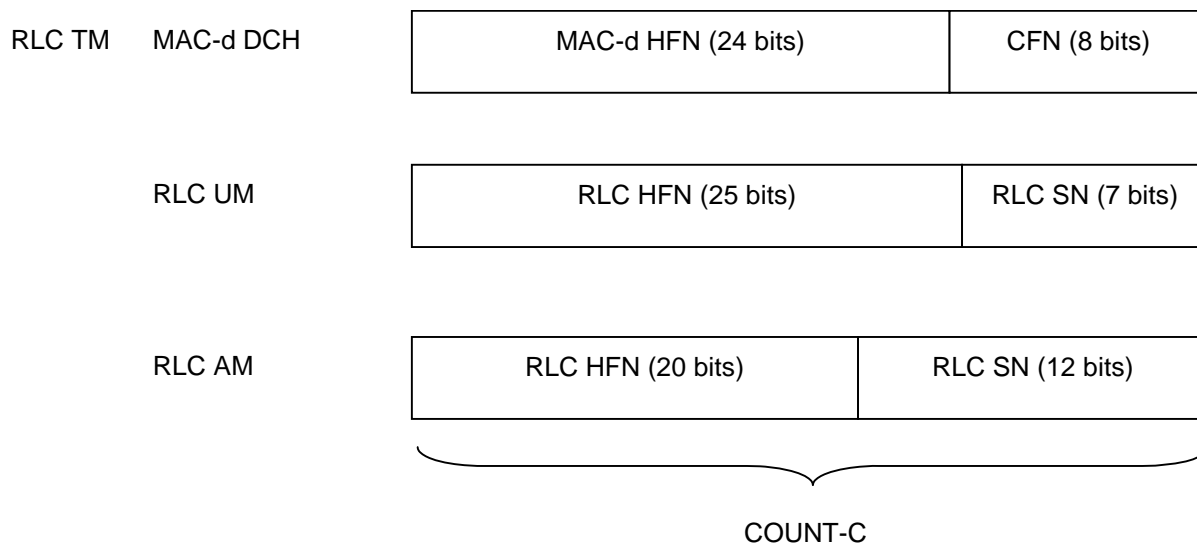 RLC TM MAC-d DCH MAC-d HFN (24 bits) CFN (8 bits)
RLC UM RLC HFN (25 bits) RLC SN (7 bits)
RLC AM RLC HFN (20 bits) RLC SN (12 bits)
COUNT-C